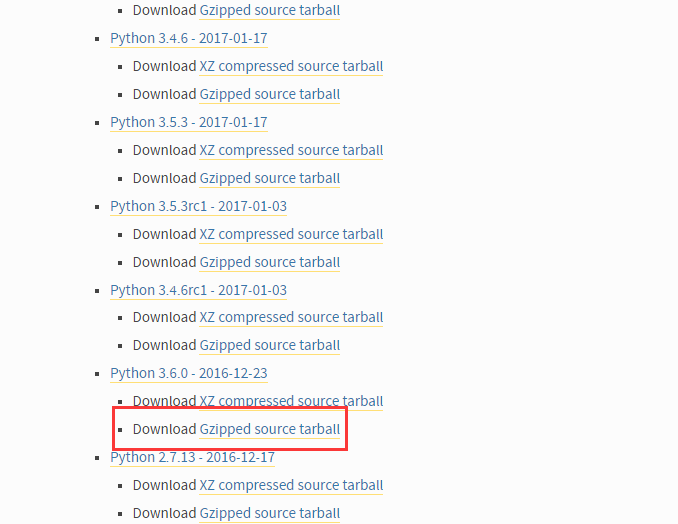 Download Gzipped source tarball
Python 3.4.6 - 2017-01-17
Download XZ compressed source tarball
Download Gzipped source tarball
Python 3.5.3 - 2017-01-17
Download XZ compressed source tarball
Download Gzipped source tarball
Python 3.5.3rc1 - 2017-01-03
Download XZ compressed source tarball
Download Gzipped source tarball
Python 3.4.6rc1 - 2017-01-03
Download XZ compressed source tarball
Download Gzipped source tarball
Python 3.6.0 - 2016-12-23
Download XZ compressed source tarball
Download Gzipped source tarball
Python 2.7.13 - 2016-12-17
Download XZ compressed source tarball
Download Gzipped source tarball